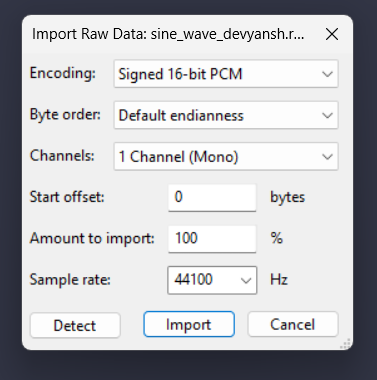 Import Raw Data: sine_wave_devyansh.r...
Encoding: Signed 16-bit PCM
Byte order: Default endianness
Channels: 1 Channel (Mono)
Start offset: 0 bytes
Amount to import: 100 %
Sample rate: 44100 Hz
Detect Import Cancel